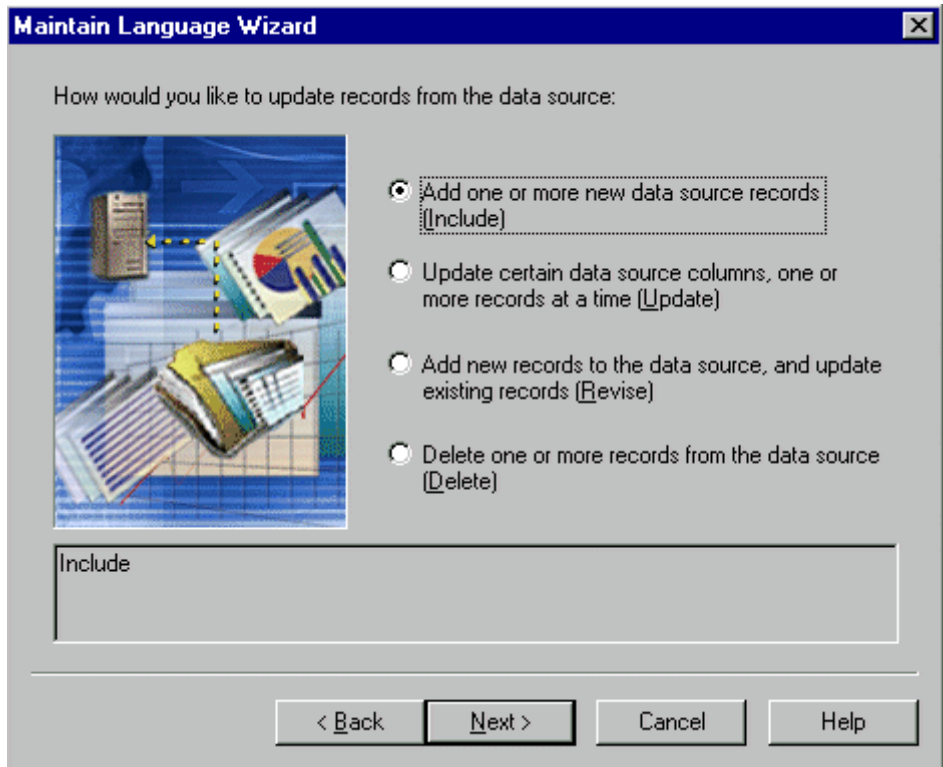 Maintain Language Wizard
How would you like to update records from the data source:
Add one or more new data source records
(Include)
Update certain data source columns, one or
more records at a time (Update)
Add new records to the data source, and update
existing records (Revise)
Delete one or more records from the data source
(Delete)
Include
< Back
Next >
Cancel
Help